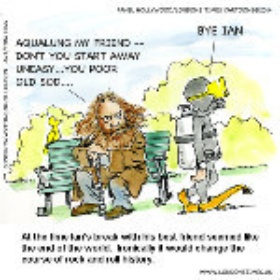 BYE IAN
AQUALUNG MY FRIEND --
DON'T YOU START AWAY
UNEASY...YOU POOR
OLD SOD...
At the time Ian's break with his best friend seemed like
the end of the world. Ironically it would change the
course of rock and roll history.